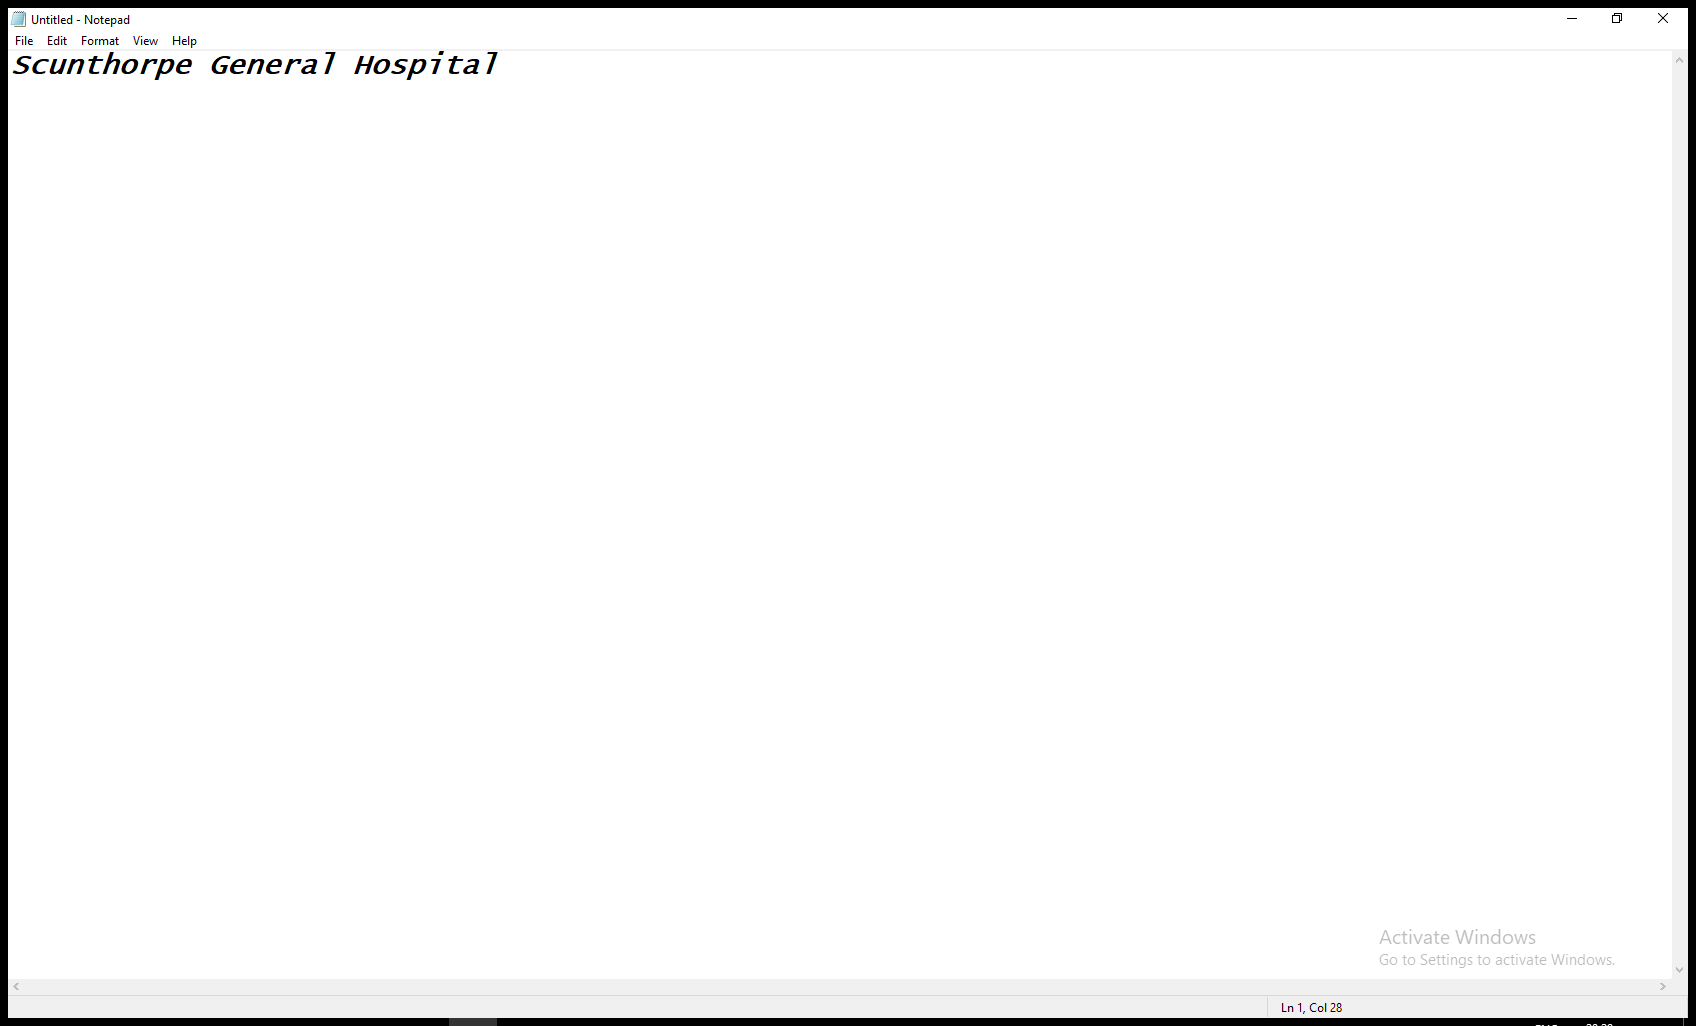 Untitled - Notepad
File Edit Format View Help
Scunthorpe General Hospital
Activate Windows
Go to Settings to activate Windows.
Ln 1, Col 28